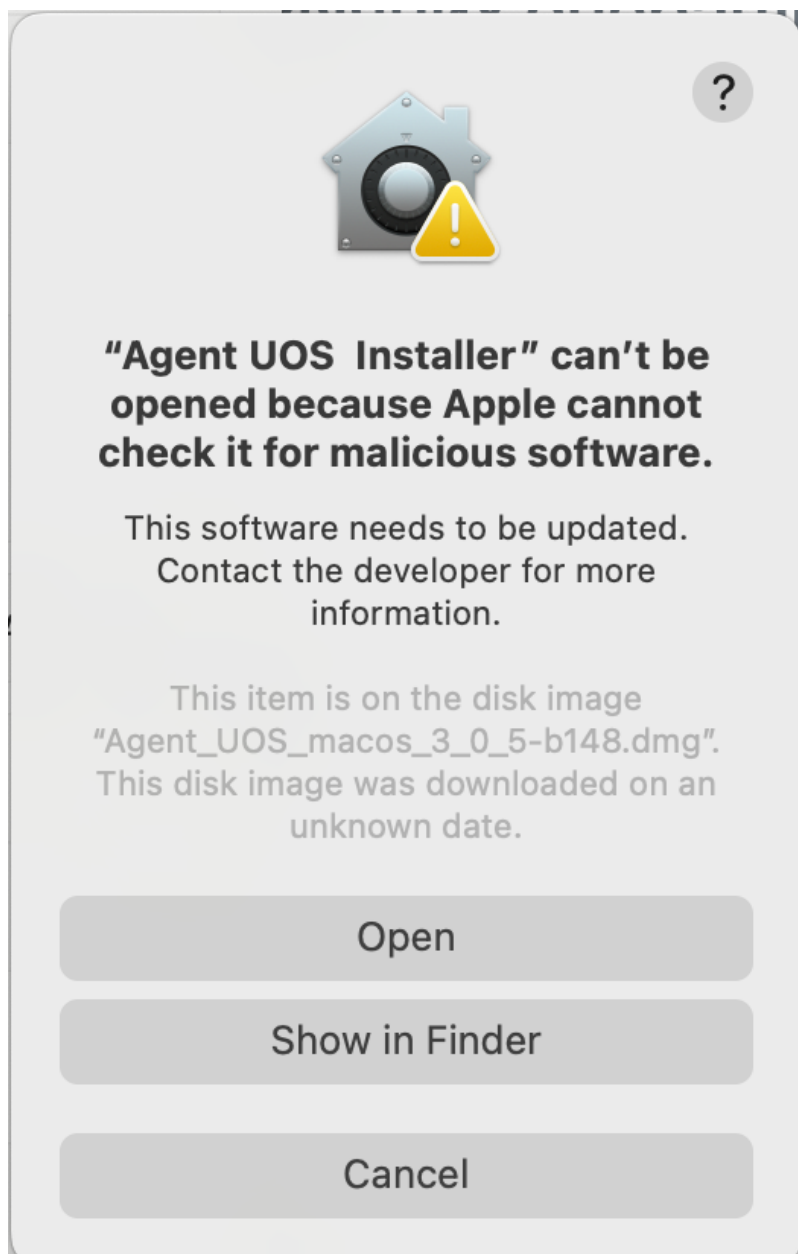 ?
“Agent UOS  Installer” can’t be
opened because Apple cannot
check it for malicious software.
This software needs to be updated.
Contact the developer for more
information.
This item is on the disk image
“Agent_UOS_macos_3_0_5-b148.dmg”.
This disk image was downloaded on an
unknown date.
Open
Show in Finder
Cancel